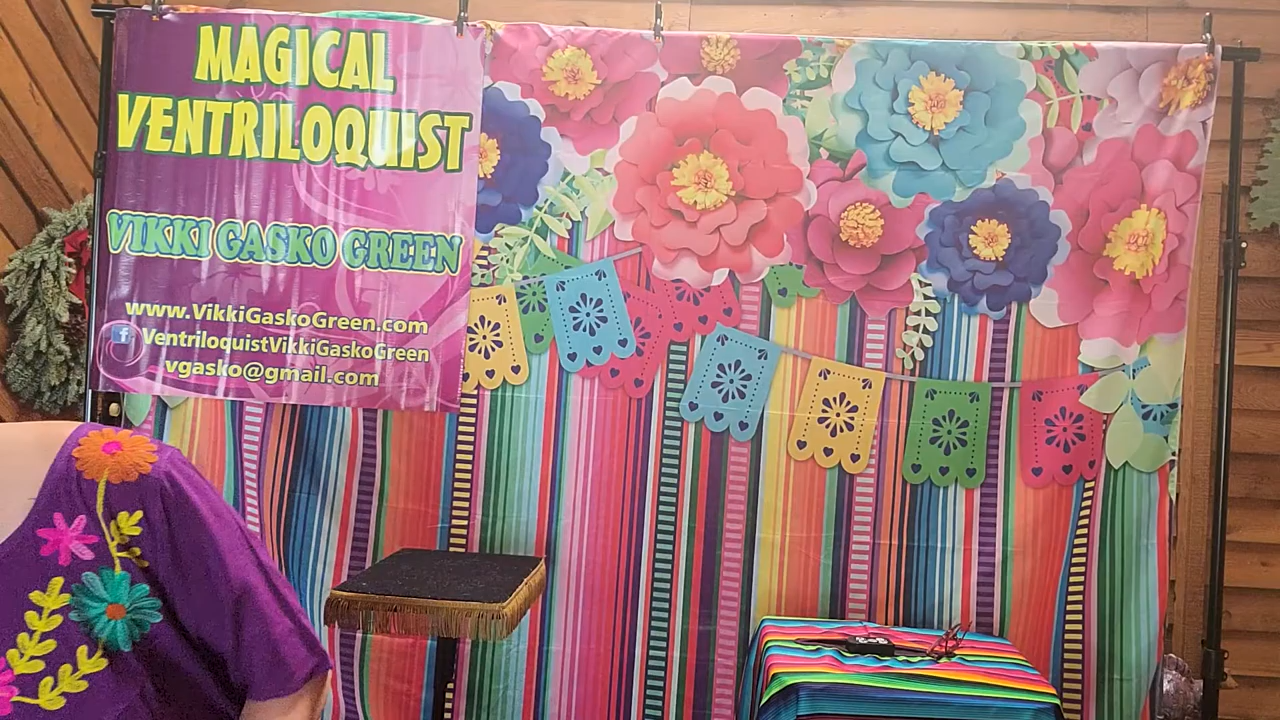 MAGICAL
VENTRILOQUIST
VIKKI GASKO GREEN
www.VikkiGaskoGreen.com
f VentriloquistVikkiGaskoGreen
vgasko@gmail.com